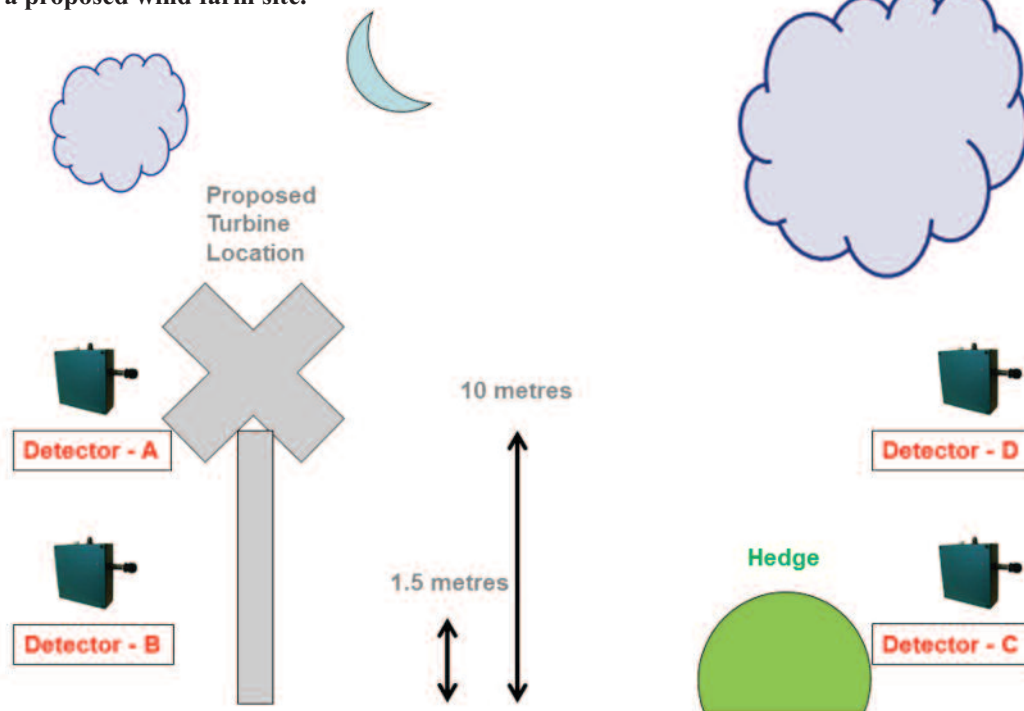 a proposed wind farm site.
Proposed
Turbine
Location
10 metres
Detector - A
Detector - D
Hedge
1.5 metres
Detector - B
Detector - C